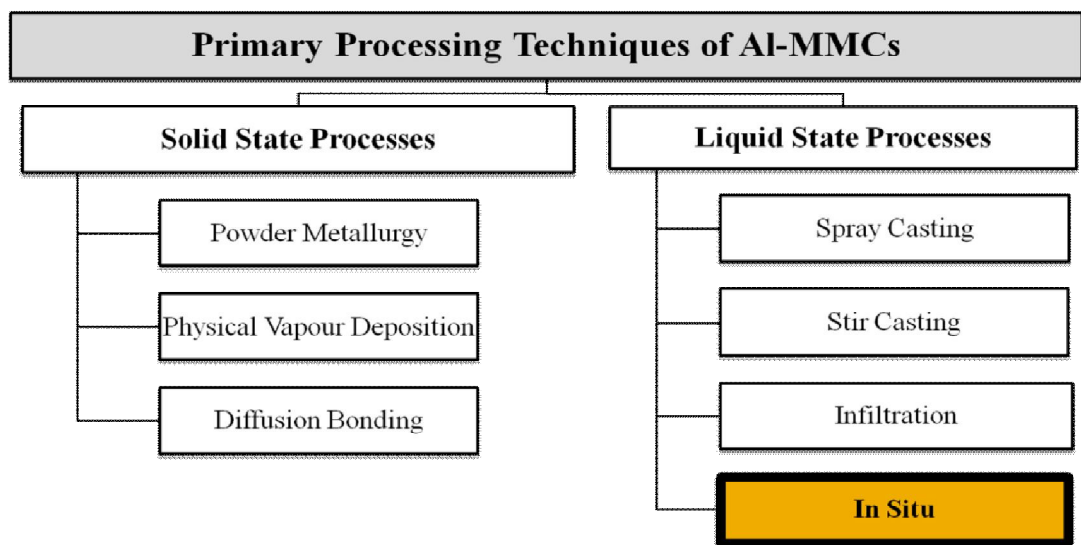 Primary Processing Techniques of Al-MMCs
Solid State Processes
Powder Metallurgy
Physical Vapour Deposition
Diffusion Bonding
Liquid State Processes
Spray Casting
Stir Casting
Infiltration
In Situ